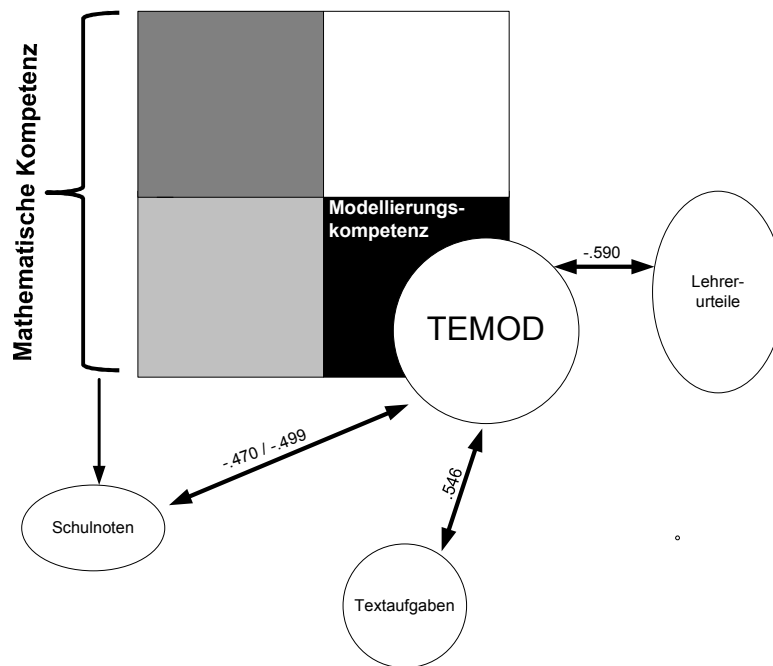 Mathematische Kompetenz
Modellierungs-
kompetenz
-.590
Lehrer-
urteile
TEMOD
-.470 / -.499
.546
Schulnoten
Textaufgaben